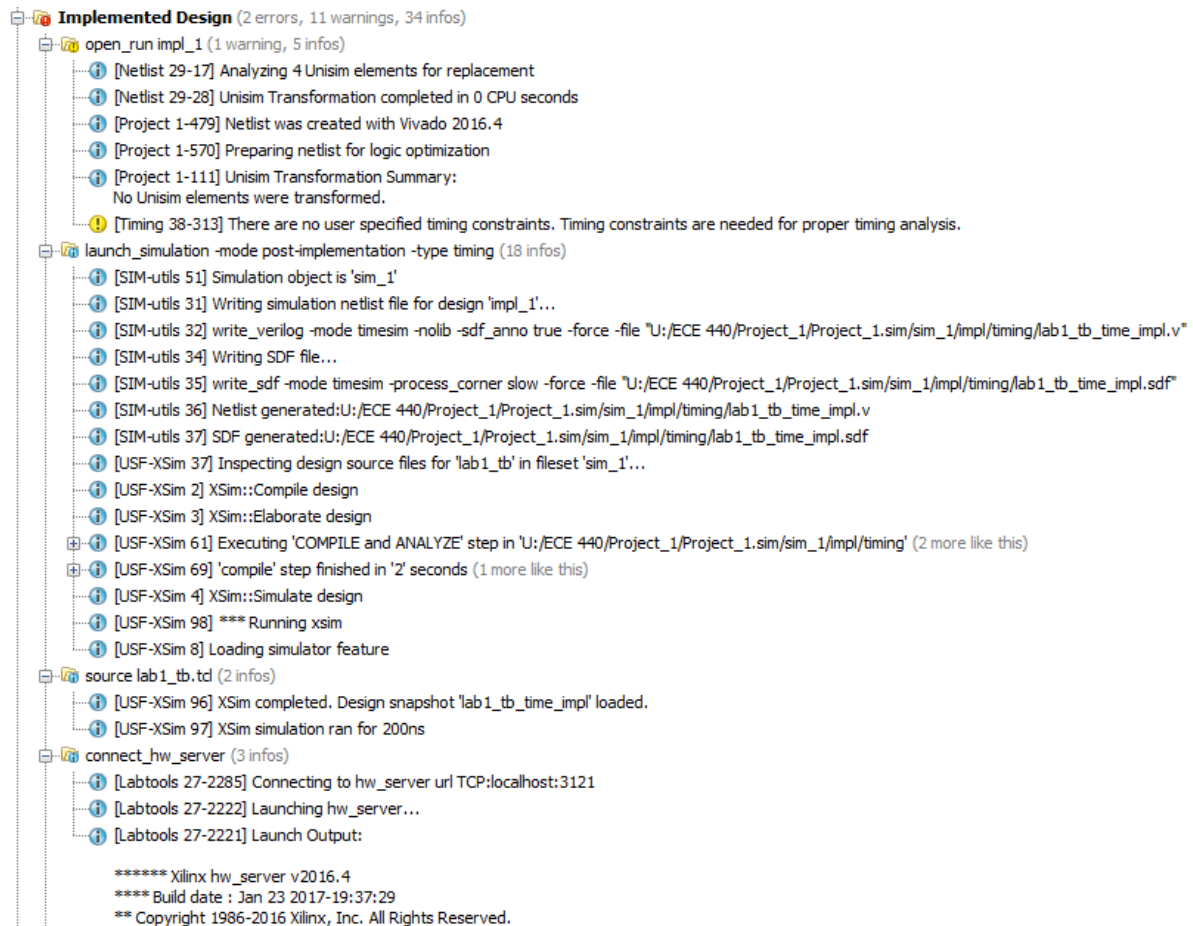 Implemented Design (2 errors, 11 warnings, 34 infos)
open_run impl_1 (1 warning, 5 infos)
[Netlist 29-17] Analyzing 4 Unisim elements for replacement
[Netlist 29-28] Unisim Transformation completed in 0 CPU seconds
[Project 1-479] Netlist was created with Vivado 2016.4
[Project 1-570] Preparing netlist for logic optimization
[Project 1-111] Unisim Transformation Summary:
No Unisim elements were transformed.
[Timing 38-313] There are no user specified timing constraints. Timing constraints are needed for proper timing analysis.
launch_simulation -mode post-implementation -type timing (18 infos)
[SIM-utils 51] Simulation object is 'sim_1'
[SIM-utils 31] Writing simulation netlist file for design 'impl_1'...
[SIM-utils 32] write_verilog -mode timesim -nolib -sdf_anno true -force -file "U:/ECE 440/Project_1/Project_1.sim/sim_1/impl/timing/lab1_tb_time_impl.v"
[SIM-utils 34] Writing SDF file...
[SIM-utils 35] write_sdf -mode timesim -process_corner slow -force -file "U:/ECE 440/Project_1/Project_1.sim/sim_1/impl/timing/lab1_tb_time_impl.sdf"
[SIM-utils 36] Netlist generated:U:/ECE 440/Project_1/Project_1.sim/sim_1/impl/timing/lab1_tb_time_impl.v
[SIM-utils 37] SDF generated:U:/ECE 440/Project_1/Project_1.sim/sim_1/impl/timing/lab1_tb_time_impl.sdf
[USF-XSim 37] Inspecting design source files for 'lab1_tb' in fileset 'sim_1'...
[USF-XSim 2] XSim::Compile design
[USF-XSim 3] XSim::Elaborate design
[USF-XSim 61] Executing 'COMPILE and ANALYZE' step in 'U:/ECE 440/Project_1/Project_1.sim/sim_1/impl/timing' (2 more like this)
[USF-XSim 69] 'compile' step finished in '2' seconds (1 more like this)
[USF-XSim 4] XSim::Simulate design
[USF-XSim 98] *** Running xsim
[USF-XSim 8] Loading simulator feature
source lab1_tb.tcl (2 infos)
[USF-XSim 96] XSim completed. Design snapshot 'lab1_tb_time_impl' loaded.
[USF-XSim 97] XSim simulation ran for 200ns
connect_hw_server (3 infos)
[Labtools 27-2285] Connecting to hw_server url TCP:localhost:3121
[Labtools 27-2222] Launching hw_server...
[Labtools 27-2221] Launch Output:
****** Xilinx hw_server v2016.4
**** Build date : Jan 23 2017-19:37:29
** Copyright 1986-2016 Xilinx, Inc. All Rights Reserved.